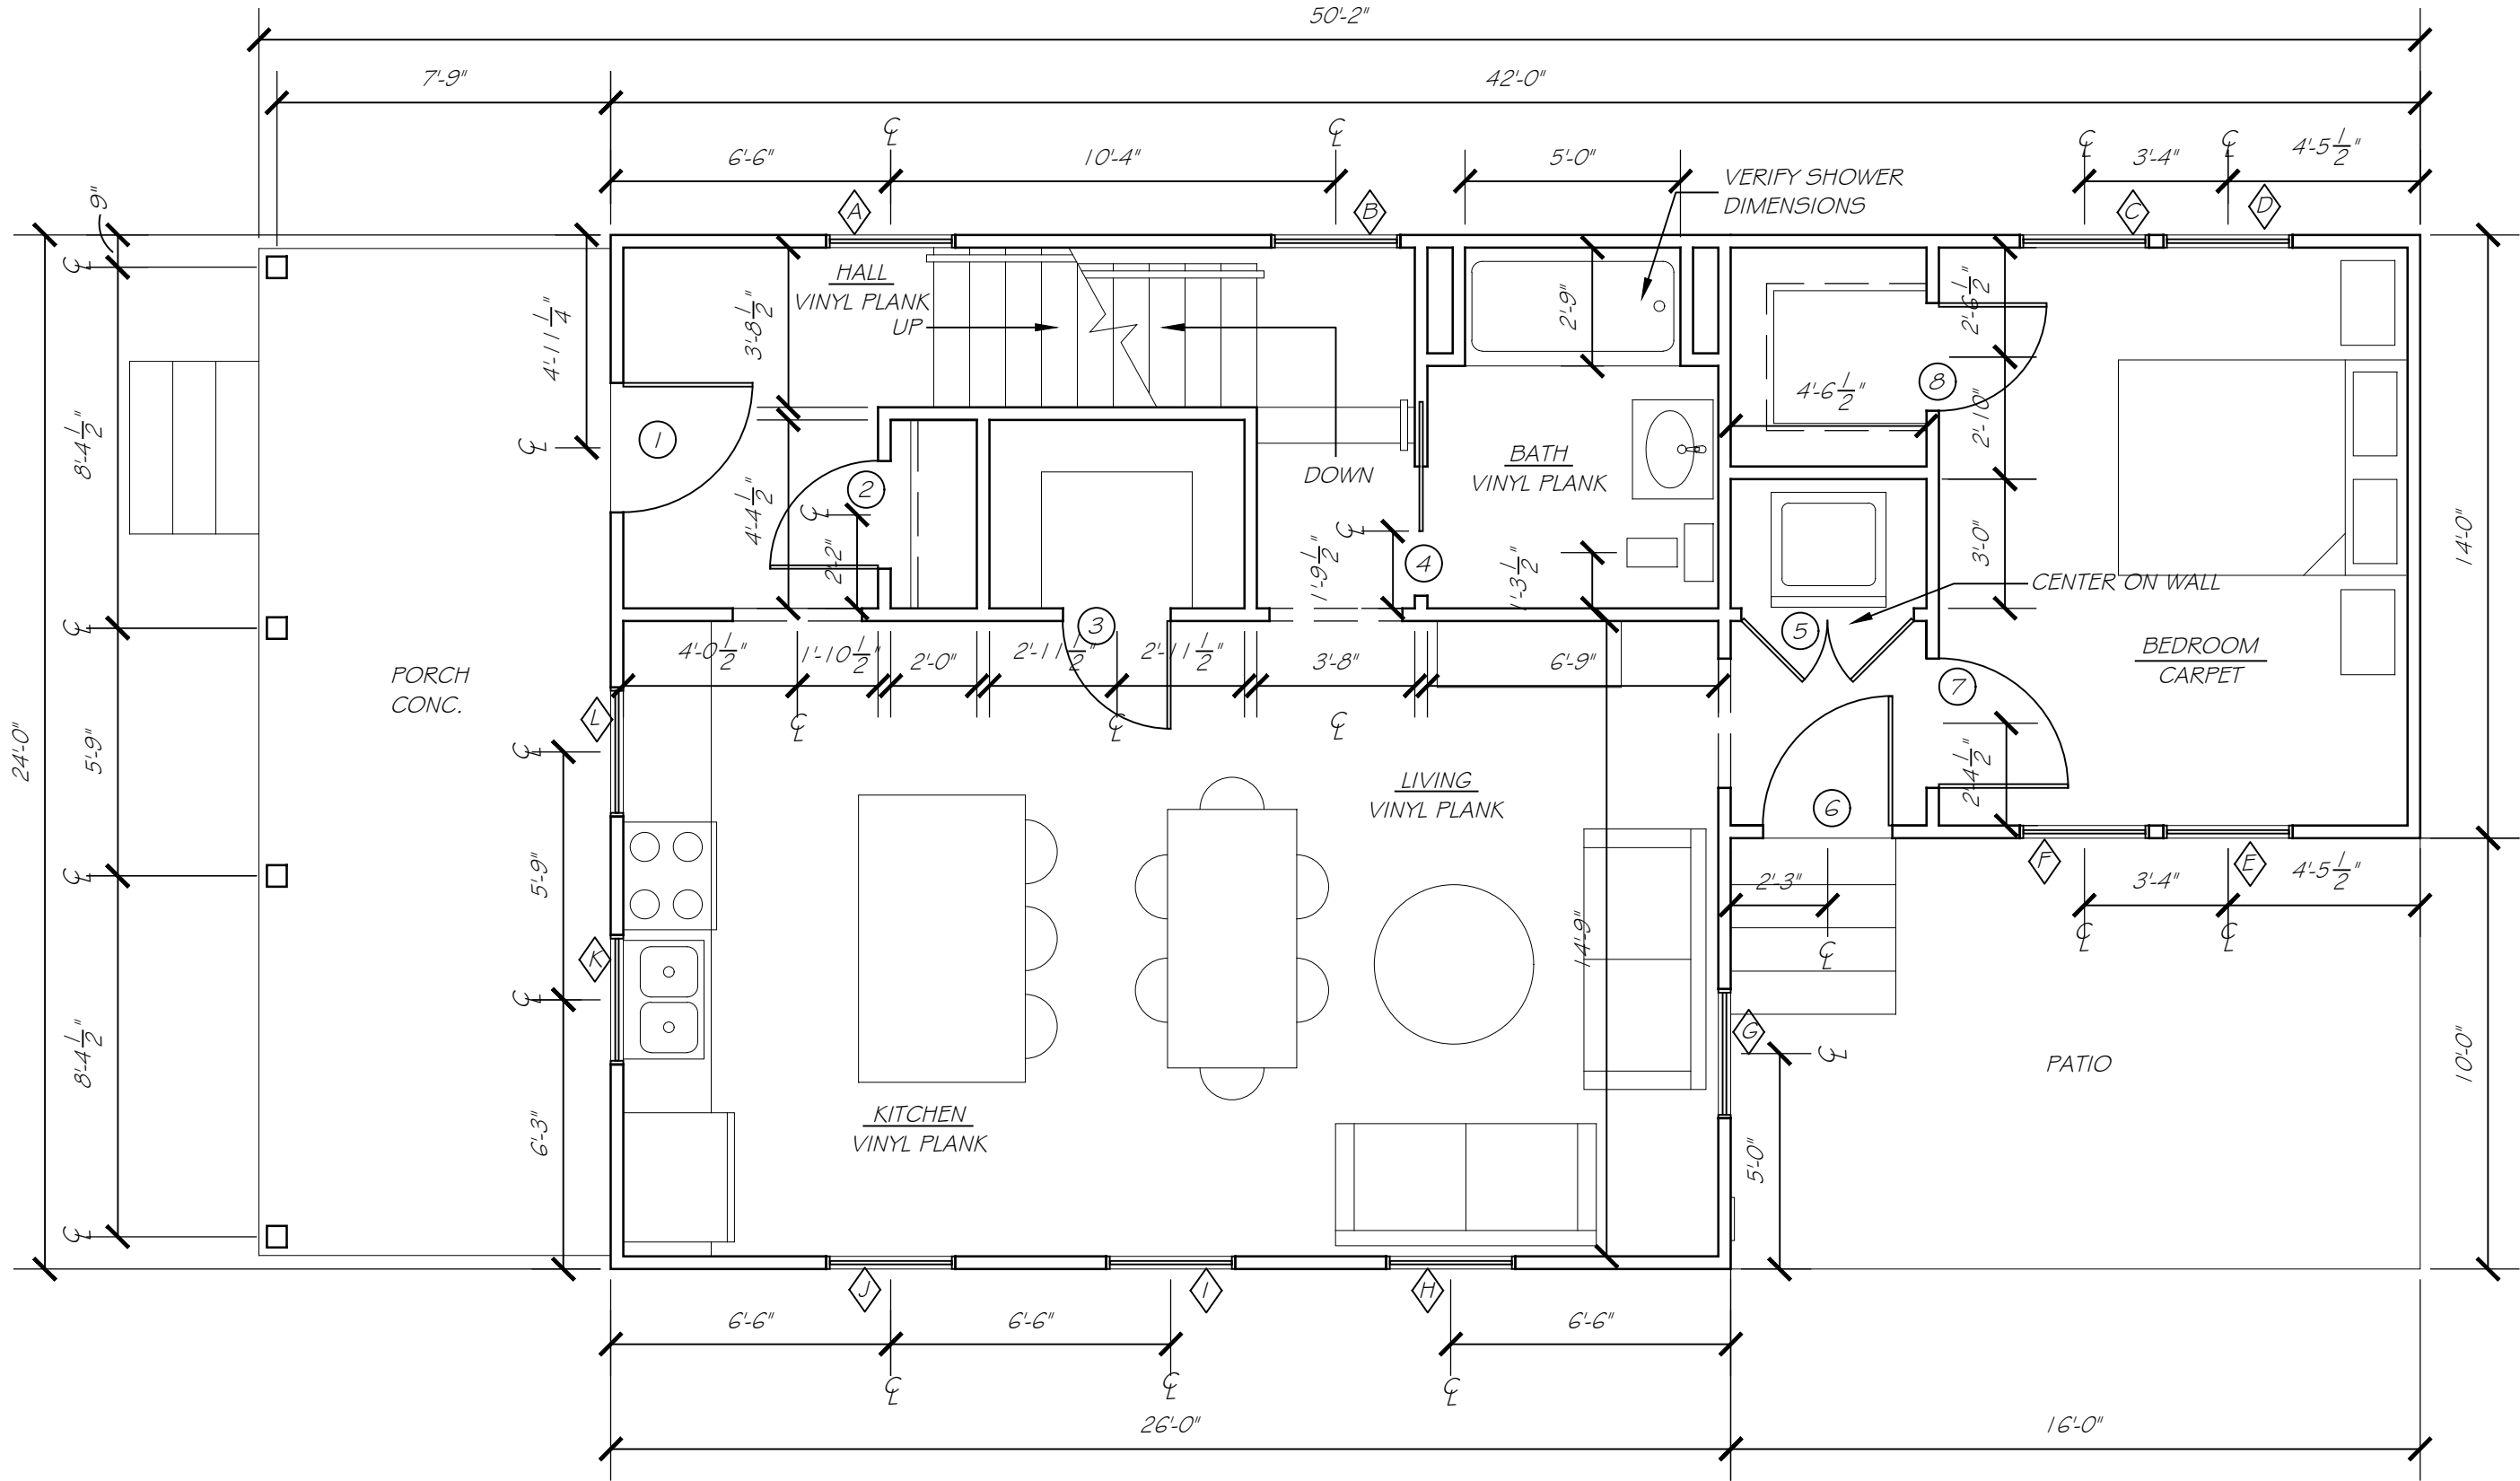 50'-2"
7'-9"
42'-0"
6'-6"
10'-4"
5'-0"
3'-4"
4'-5 1/2"
VERIFY SHOWER
DIMENSIONS
A
B
C
D
9"
HALL
VINYL PLANK
UP
4'-11 1/4"
3'-8 1/2"
2'-9"
2'-6 1/2"
8'-4 1/2"
1
4'-6 1/2"
8
2'-10"
BATH
VINYL PLANK
DOWN
2
4'-4 1/2"
2'-2"
1'-9 1/2"
4
1'-3 1/2"
3'-0"
14'-0"
CENTER ON WALL
3
5
PORCH
CONC.
4'-0 1/2"
1'-10 1/2"
2'-0"
2'-11 1/2"
2'-11 1/2"
3'-8"
6'-9"
BEDROOM
CARPET
7
L
24'-0"
5'-9"
LIVING
VINYL PLANK
2'-4 1/2"
6
5'-9"
F
E
2'-3"
3'-4"
4'-5 1/2"
14'-9"
K
G
8'-4 1/2"
PATIO
10'-0"
KITCHEN
VINYL PLANK
6'-3"
5'-0"
J
I
H
6'-6"
6'-6"
6'-6"
26'-0"
16'-0"